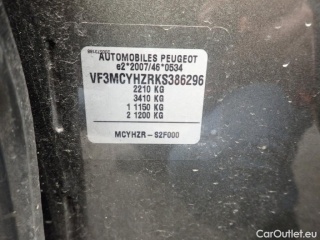 AUTOMOBILES PEUGEOT
e2*2007/46*0534
VF3MCYHZRKS386296
2210 KG
3410 KG
1 1150 KG
2 1200 KG
MCYHZR-S2F000
© CarOutlet.eu